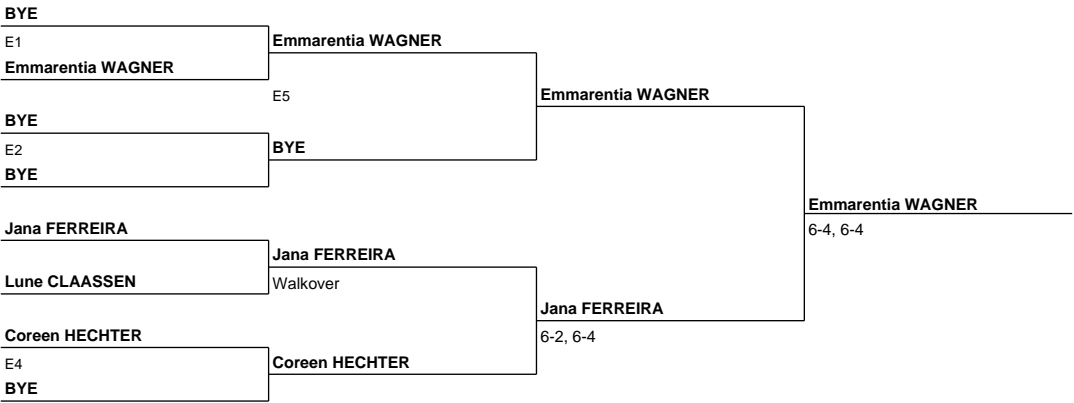 BYE
E1
Emmarentia WAGNER
Emmarentia WAGNER
E5
Emmarentia WAGNER
BYE
E2
BYE
BYE
Emmarentia WAGNER
6-4, 6-4
Jana FERREIRA
Jana FERREIRA
Lune CLAASSEN
Walkover
Jana FERREIRA
6-2, 6-4
Coreen HECHTER
E4
Coreen HECHTER
BYE